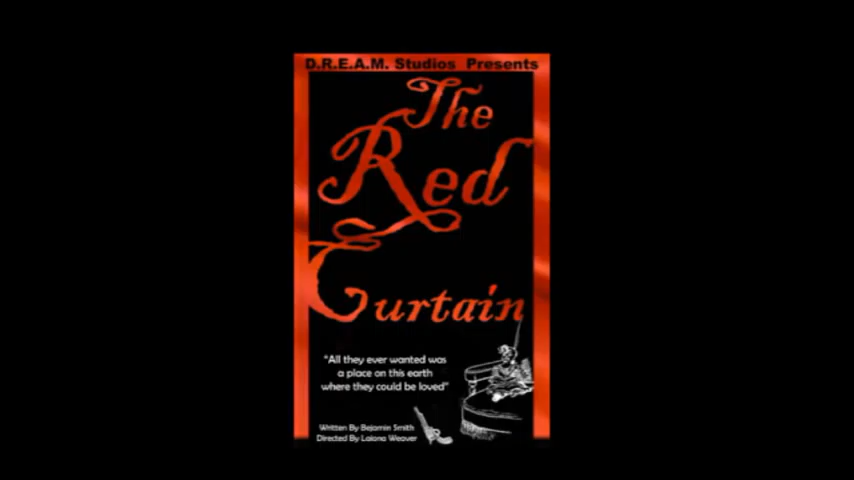 D.R.E.A.M. Studios Presents
The
Red
Curtain
"All they ever wanted was
a place on this earth
where they could be loved"
Written By Bejamin Smith
Directed By Laiona Weaver